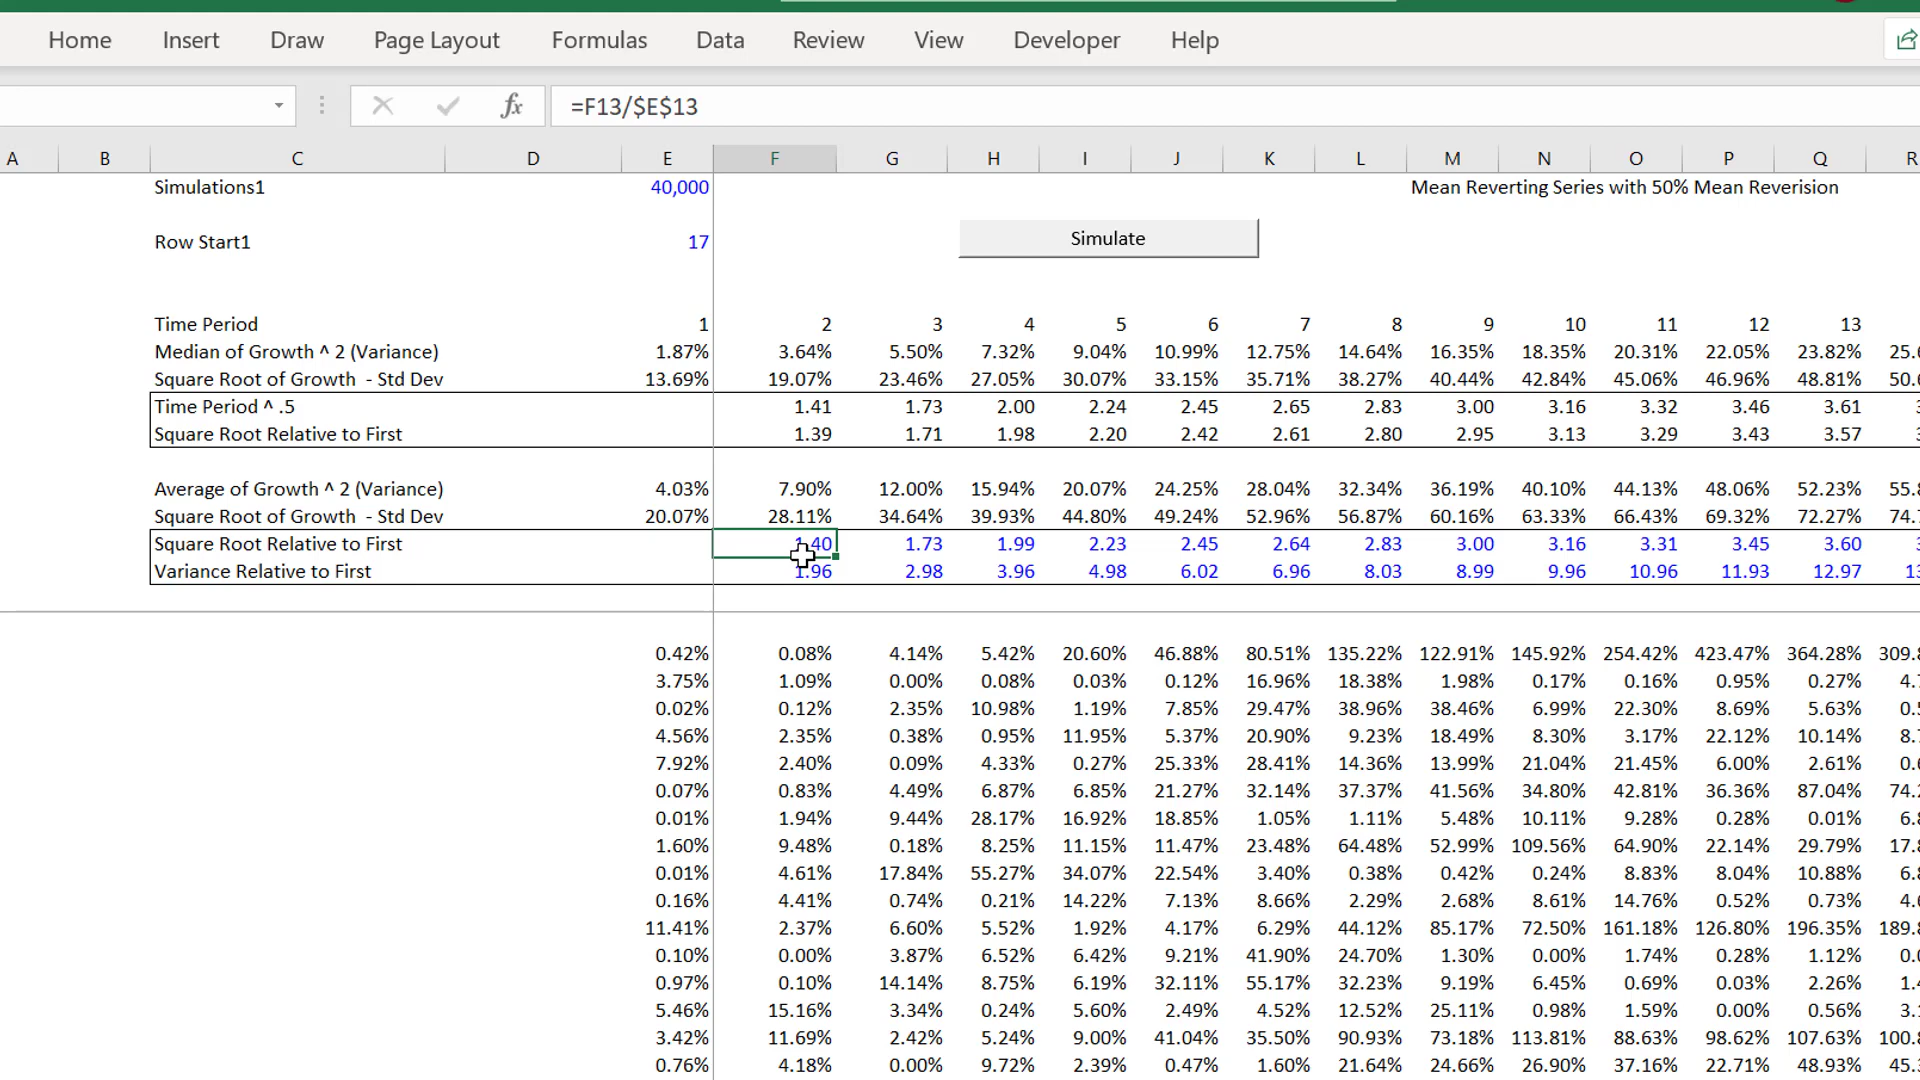 Home Insert Draw Page Layout Formulas Data Review View Developer Help
fx =F13/$E$13
A B C D E F G H I J K L M N O P Q R
Simulations1 40,000 Mean Reverting Series with 50% Mean Reverision
Simulate
Row Start1 17
Time Period 1 2 3 4 5 6 7 8 9 10 11 12 13
Median of Growth ^ 2 (Variance) 1.87% 3.64% 5.50% 7.32% 9.04% 10.99% 12.75% 14.64% 16.35% 18.35% 20.31% 22.05% 23.82%
Square Root of Growth - Std Dev 13.69% 19.07% 23.46% 27.05% 30.07% 33.15% 35.71% 38.27% 40.44% 42.84% 45.06% 46.96% 48.81%
Time Period ^ .5 1.41 1.73 2.00 2.24 2.45 2.65 2.83 3.00 3.16 3.32 3.46 3.61
Square Root Relative to First 1.39 1.71 1.98 2.20 2.42 2.61 2.80 2.95 3.13 3.29 3.43 3.57
Average of Growth ^ 2 (Variance) 4.03% 7.90% 12.00% 15.94% 20.07% 24.25% 28.04% 32.34% 36.19% 40.10% 44.13% 48.06% 52.23%
Square Root of Growth - Std Dev 20.07% 28.11% 34.64% 39.93% 44.80% 49.24% 52.96% 56.87% 60.16% 63.33% 66.43% 69.32% 72.27%
Square Root Relative to First 1.40 1.73 1.99 2.23 2.45 2.64 2.83 3.00 3.16 3.31 3.45 3.60
Variance Relative to First 1.96 2.98 3.96 4.98 6.02 6.96 8.03 8.99 9.96 10.96 11.93 12.97
0.42% 0.08% 4.14% 5.42% 20.60% 46.88% 80.51% 135.22% 122.91% 145.92% 254.42% 423.47% 364.28%
3.75% 1.09% 0.00% 0.08% 0.03% 0.12% 16.96% 18.38% 1.98% 0.17% 0.16% 0.95% 0.27%
0.02% 0.12% 2.35% 10.98% 1.19% 7.85% 29.47% 38.96% 38.46% 6.99% 22.30% 8.69% 5.63%
4.56% 2.35% 0.38% 0.95% 11.95% 5.37% 20.90% 9.23% 18.49% 8.30% 3.17% 22.12% 10.14%
7.92% 2.40% 0.09% 4.33% 0.27% 25.33% 28.41% 14.36% 13.99% 21.04% 21.45% 6.00% 2.61%
0.07% 0.83% 4.49% 6.87% 6.85% 21.27% 32.14% 37.37% 41.56% 34.80% 42.81% 36.36% 87.04%
0.01% 1.94% 9.44% 28.17% 16.92% 18.85% 1.05% 1.11% 5.48% 10.11% 9.28% 0.28% 0.01%
1.60% 9.48% 0.18% 8.25% 11.15% 11.47% 23.48% 64.48% 52.99% 109.56% 64.90% 22.14% 29.79%
0.01% 4.61% 17.84% 55.27% 34.07% 22.54% 3.40% 0.38% 0.42% 0.24% 8.83% 8.04% 10.88%
0.16% 4.41% 0.74% 0.21% 14.22% 7.13% 8.66% 2.29% 2.68% 8.61% 14.76% 0.52% 0.73%
11.41% 2.37% 6.60% 5.52% 1.92% 4.17% 6.29% 44.12% 85.17% 72.50% 161.18% 126.80% 196.35%
0.10% 0.00% 3.87% 6.52% 6.42% 9.21% 41.90% 24.70% 1.30% 0.00% 1.74% 0.28% 1.12%
0.97% 0.10% 14.14% 8.75% 6.19% 32.11% 55.17% 32.23% 9.19% 6.45% 0.69% 0.03% 2.26%
5.46% 15.16% 3.34% 0.24% 5.60% 2.49% 4.52% 12.52% 25.11% 0.98% 1.59% 0.00% 0.56%
3.42% 11.69% 2.42% 5.24% 9.00% 41.04% 35.50% 90.93% 73.18% 113.81% 88.63% 98.62% 107.63%
0.76% 4.18% 0.00% 9.72% 2.39% 0.47% 1.60% 21.64% 24.66% 26.90% 37.16% 22.71% 48.93%